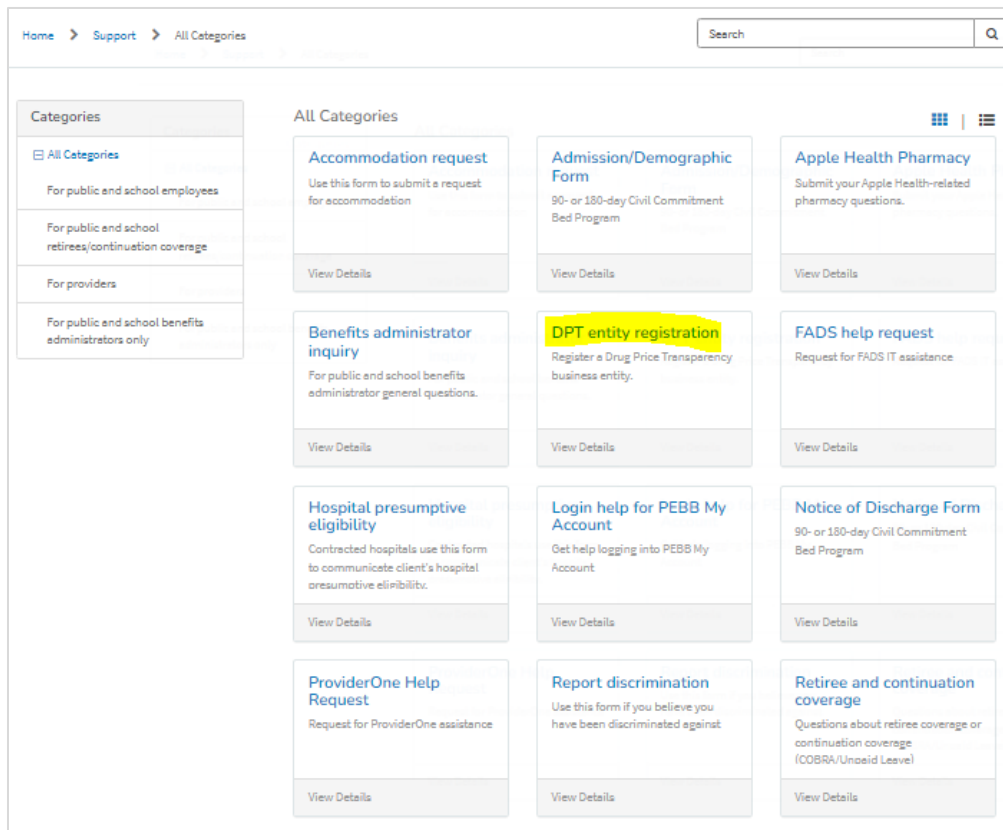 Home > Support > All Categories
Search
Categories
All Categories
For public and school employees
For public and school
retirees/continuation coverage
For providers
For public and school benefits
administrators only
All Categories
Accommodation request
Use this form to submit a request
for accommodation
View Details
Admission/Demographic
Form
90- or 180-day Civil Commitment
Bed Program
View Details
Apple Health Pharmacy
Submit your Apple Health-related
pharmacy questions.
View Details
Benefits administrator
inquiry
For public and school benefits
administrator general questions.
View Details
DPT entity registration
Register a Drug Price Transparency
business entity.
View Details
FADS help request
Request for FADS IT assistance
View Details
Hospital presumptive
eligibility
Contracted hospitals use this form
to communicate client's hospital
presumptive eligibility.
View Details
Login help for PEBB My
Account
Get help logging into PEBB My
Account
View Details
Notice of Discharge Form
90- or 180-day Civil Commitment
Bed Program
View Details
ProviderOne Help
Request
Request for ProviderOne assistance
View Details
Report discrimination
Use this form if you believe you
have been discriminated against
View Details
Retiree and continuation
coverage
Questions about retiree coverage or
continuation coverage
(COBRA/Unpaid Leave)
View Details